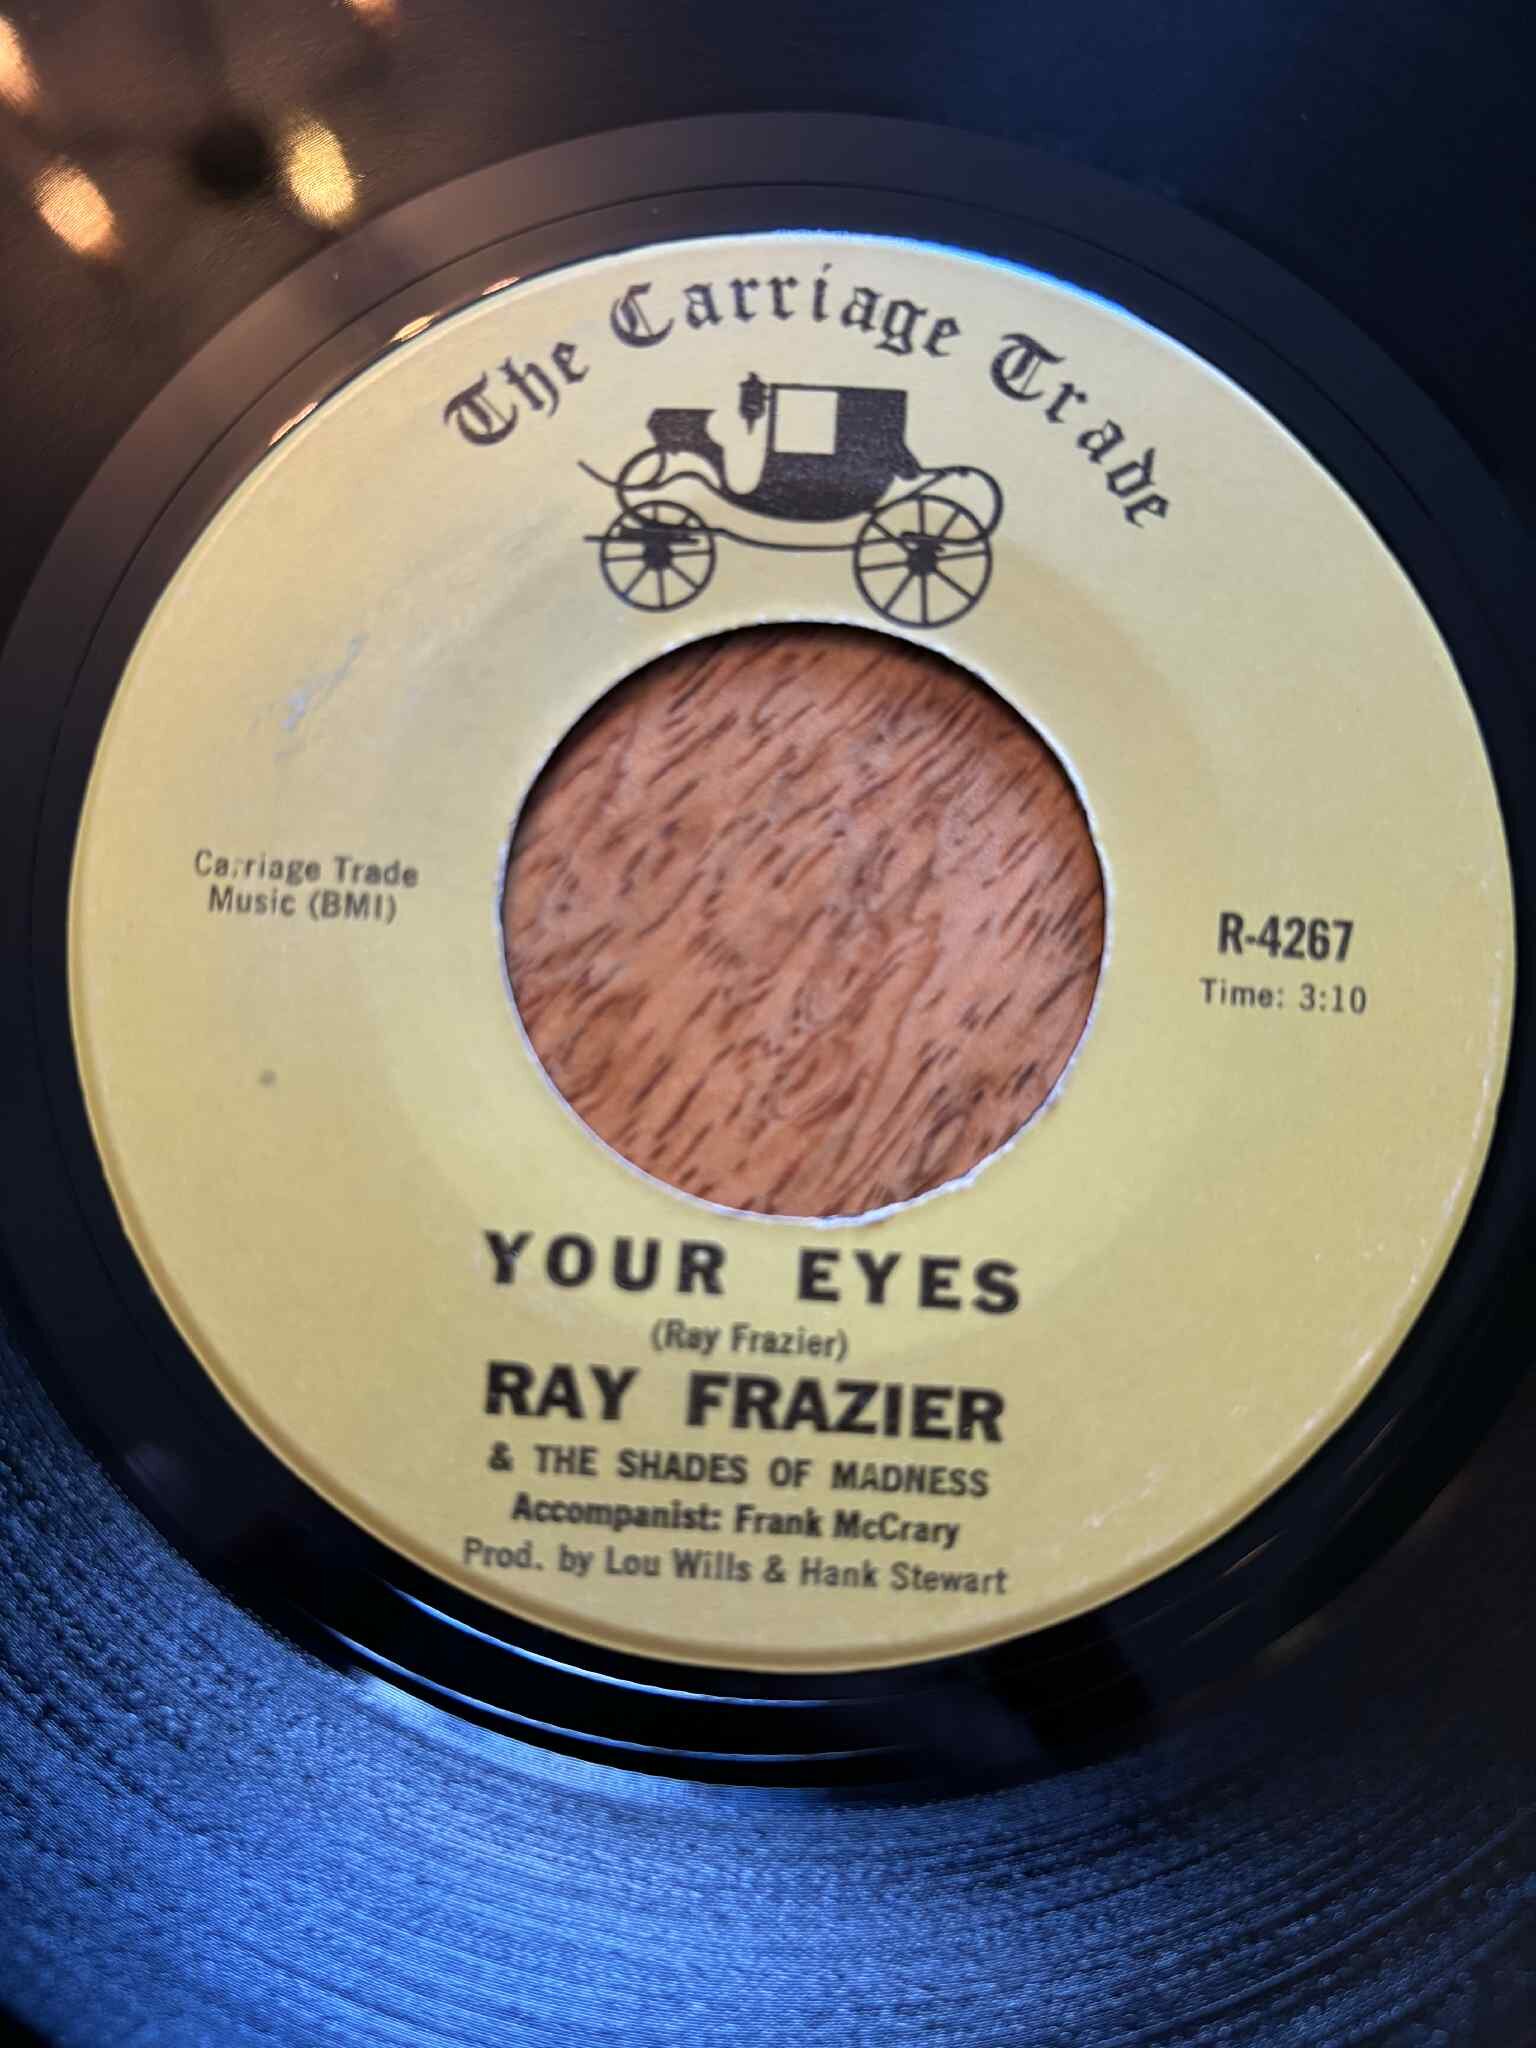 The Carriage Trade
Carriage Trade
Music (BMI)
R-4267
Time: 3:10
YOUR EYES
(Ray Frazier)
RAY FRAZIER
& THE SHADES OF MADNESS
Accompanist: Frank McCrary
Prod. by Lou Wills & Hank Stewart